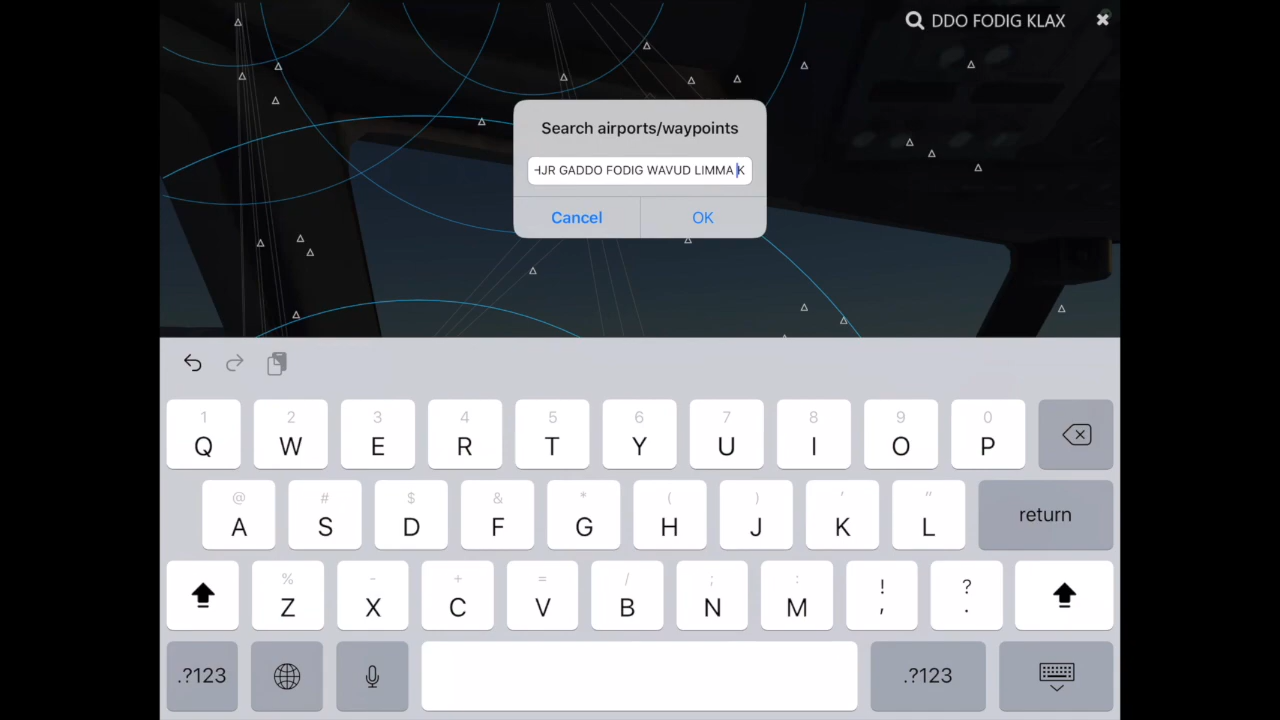 DDO FODIG KLAX
Search airports/waypoints
HJR GADDO FODIG WAVUD LIMMA K
Cancel OK
1 2 3 4 5 6 7 8 9 0
Q W E R T Y U I O P
@ # $ & * ( ) ' "
A S D F G H J K L return
% - + = / ; : ! ?
Z X C V B N M , .
.?123 .?123